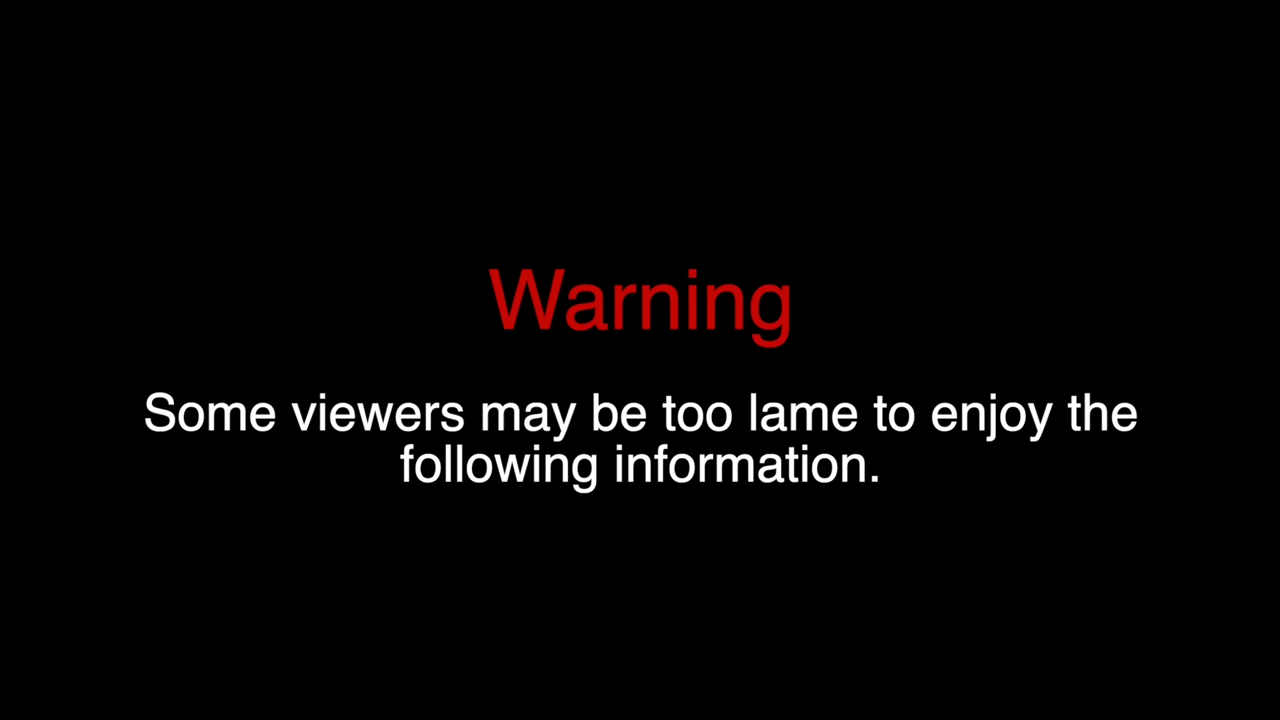 Warning
Some viewers may be too lame to enjoy the
following information.